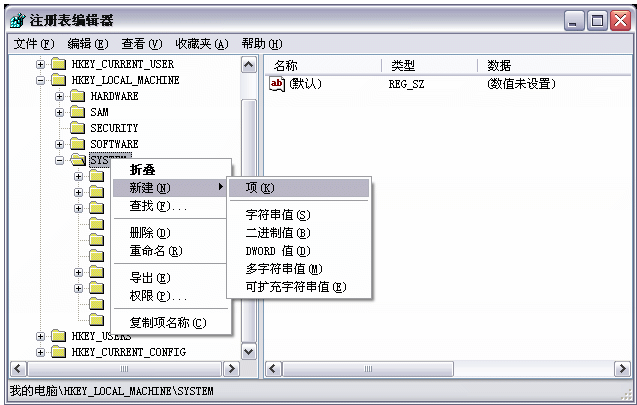 注册表编辑器
文件(F) 编辑(E) 查看(V) 收藏夹(A) 帮助(H)
HKEY_CURRENT_USER
HKEY_LOCAL_MACHINE
HARDWARE
SAM
SECURITY
SOFTWARE
SYSTEM
折叠
新建(N)
查找(F)...
删除(D)
重命名(R)
导出(E)
权限(P)...
复制项名称(C)
项(K)
字符串值(S)
二进制值(B)
DWORD 值(D)
多字符串值(M)
可扩充字符串值(E)
HKEY_USERS
HKEY_CURRENT_CONFIG
名称 类型 数据
ab (默认) REG_SZ (数值未设置)
我的电脑\HKEY_LOCAL_MACHINE\SYSTEM